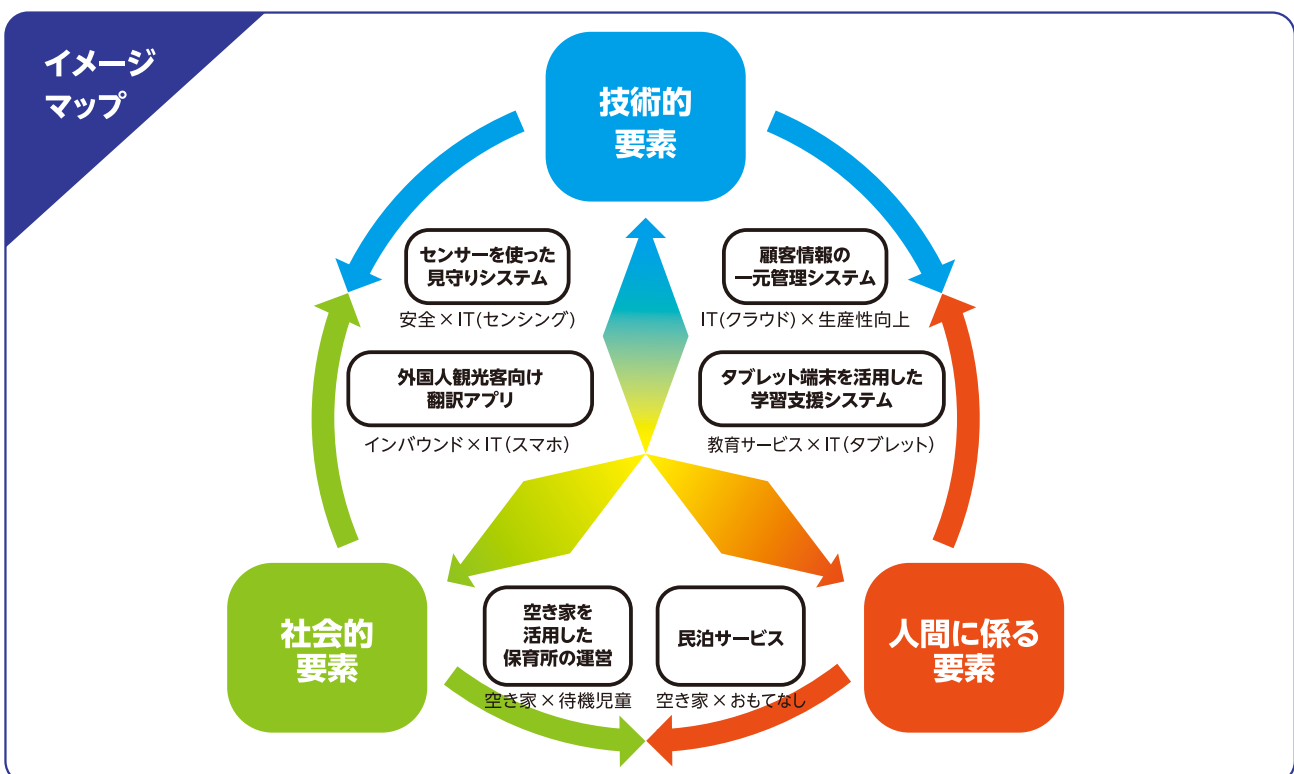 イメージ
マップ
技術的
要素
センサーを使った
見守りシステム
安全×IT(センシング)
顧客情報の
一元管理システム
IT(クラウド)×生産性向上
外国人観光客向け
翻訳アプリ
インバウンド×IT(スマホ)
タブレット端末を活用した
学習支援システム
教育サービス×IT(タブレット)
社会的
要素
空き家を
活用した
保育所の運営
空き家×待機児童
民泊サービス
空き家×おもてなし
人間に係る
要素